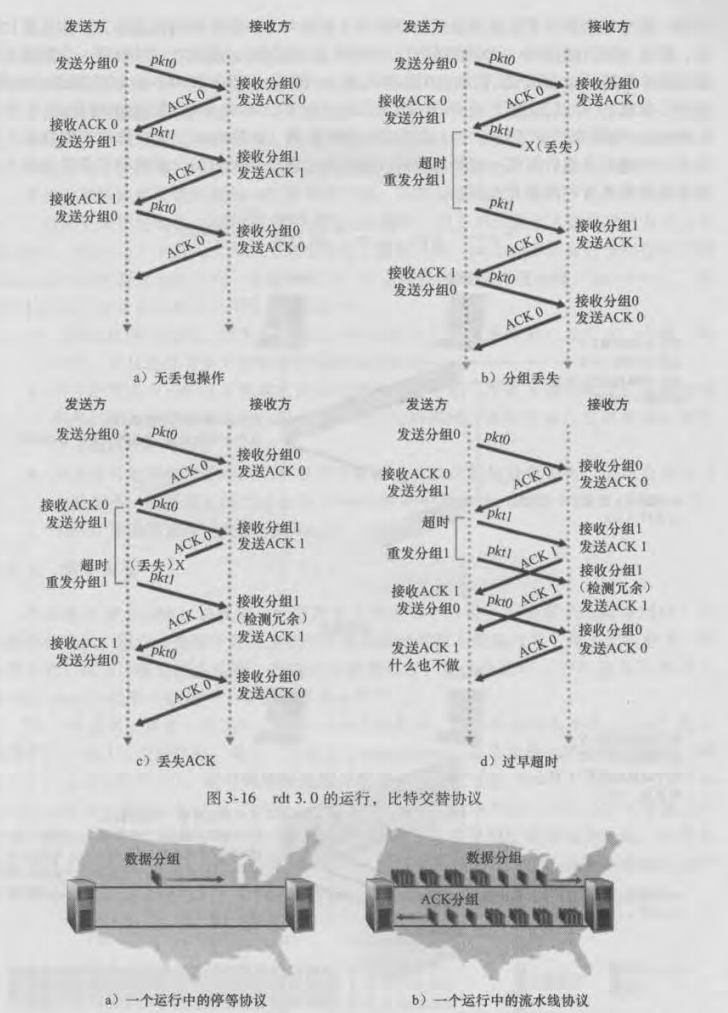 发送方 接收方
发送分组0 pkt0
接收分组0
发送ACK 0
ACK 0
接收ACK 0
发送分组1
pkt1
接收分组1
发送ACK 1
ACK 1
接收ACK 1
发送分组0
pkt0
接收分组0
发送ACK 0
ACK 0
a）无丢包操作
发送方 接收方
发送分组0 pkt0
接收分组0
发送ACK 0
ACK 0
接收ACK 0
发送分组1
pkt1
X（丢失）
超时
重发分组1
pkt1
接收分组1
发送ACK 1
ACK 0
接收ACK 1
发送分组0
pkt0
接收分组0
发送ACK 0
ACK 0
b）分组丢失
发送方 接收方
发送分组0 pkt0
接收分组0
发送ACK 0
ACK 0
接收ACK 0
发送分组1
pkt0
接收分组1
发送ACK 1
ACK 0
（丢失）X
超时
重发分组1
pkt1
接收分组1
（检测冗余）
发送ACK 1
ACK 1
接收ACK 1
发送分组0
pkt0
接收分组0
发送ACK 0
ACK 0
c）丢失ACK
发送方 接收方
发送分组0 pkt0
接收分组0
发送ACK 0
ACK 0
接收ACK 0
发送分组1
pkt1
超时
重发分组1
接收分组1
发送ACK 1
ACK 1
pkt1
接收分组1
（检测冗余）
发送ACK 1
ACK 1
接收ACK 1
发送分组0
pkt0
接收分组0
发送ACK 0
ACK 0
发送ACK 1
什么也不做
d）过早超时
图 3-16 rdt 3.0 的运行，比特交替协议
数据分组
a）一个运行中的停等协议
数据分组
ACK分组
b）一个运行中的流水线协议